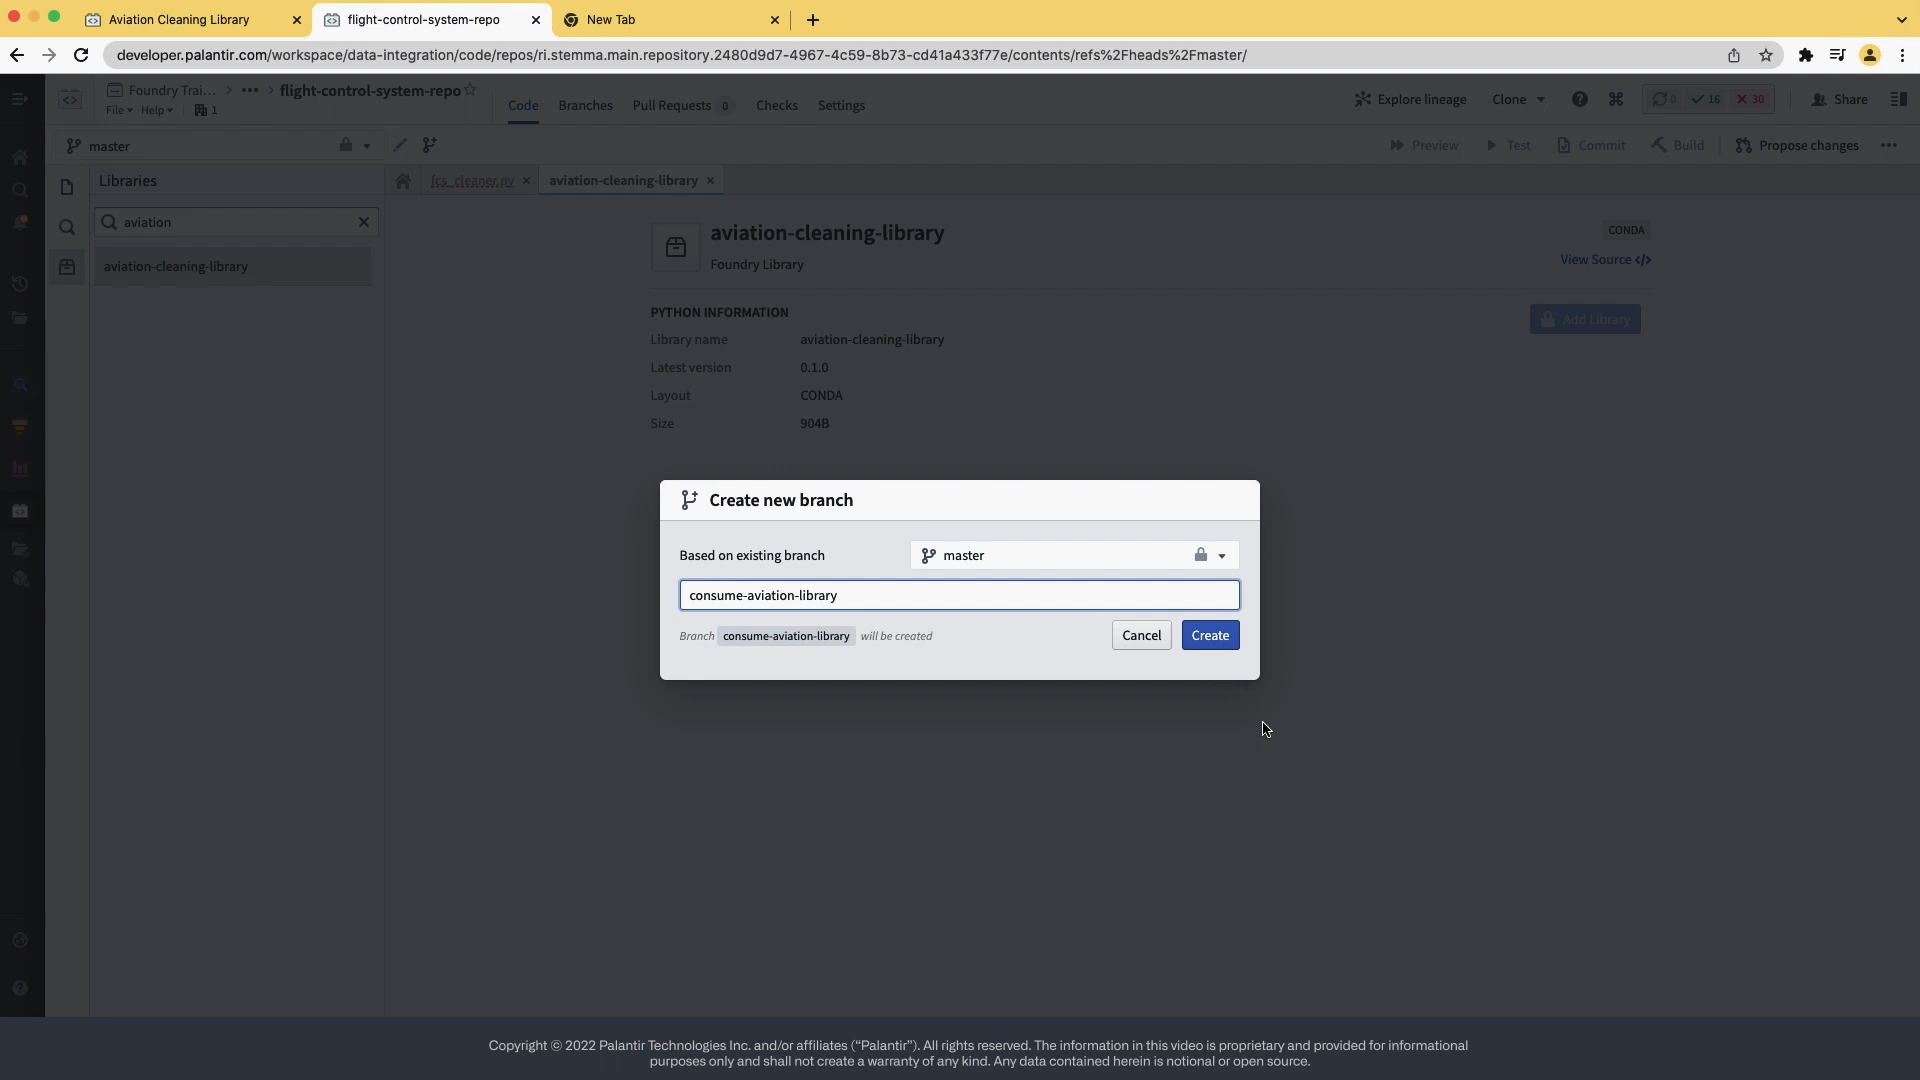 Aviation Cleaning Library
flight-control-system-repo
New Tab
developer.palantir.com/workspace/data-integration/code/repos/ri.stemma.main.repository.2480d9d7-4967-4c59-8b73-cd41a433f77e/contents/refs%2Fheads%2Fmaster/
Foundry Trai... > ••• > flight-control-system-repo
File Help 1
Code Branches Pull Requests 0 Checks Settings
Explore lineage Clone 0 16 30 Share
master
Preview Test Commit Build Propose changes
Libraries
fcs_cleaner.py aviation-cleaning-library
aviation
aviation-cleaning-library
aviation-cleaning-library
Foundry Library
CONDA
View Source </>
PYTHON INFORMATION
Add Library
Library name aviation-cleaning-library
Latest version 0.1.0
Layout CONDA
Size 904B
Create new branch
Based on existing branch master
consume-aviation-library
Branch consume-aviation-library will be created
Cancel Create
Copyright © 2022 Palantir Technologies Inc. and/or affiliates (“Palantir”). All rights reserved. The information in this video is proprietary and provided for informational
purposes only and shall not create a warranty of any kind. Any data contained herein is notional or open source.